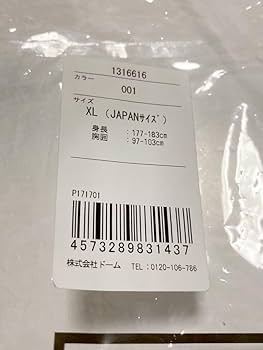 1316616
カラー
001
サイズ
XL (JAPANｻｲｽﾞ)
身長 :177-183cm
胸囲 :97-103cm
P171701
4573289831437
株式会社ドーム TEL:0120-106-786